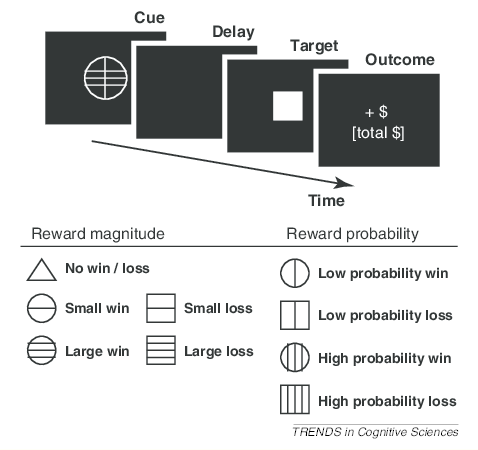 Cue
Delay
Target
Outcome
+ $
[total $]
Time
Reward magnitude
No win / loss
Small win
Small loss
Large win
Large loss
Reward probability
Low probability win
Low probability loss
High probability win
High probability loss
TRENDS in Cognitive Sciences